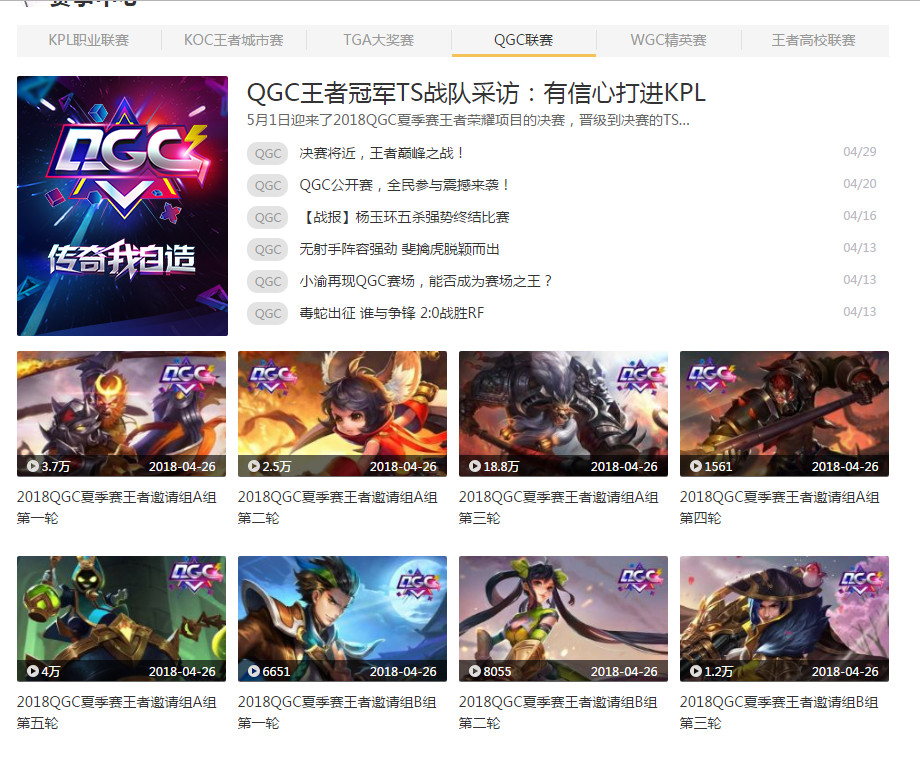 KPL职业联赛
KOC王者城市赛
TGA大奖赛
QGC联赛
WGC精英赛
王者高校联赛
QGC
传奇我自造
QGC王者冠军TS战队采访：有信心打进KPL
5月1日迎来了2018QGC夏季赛王者荣耀项目的决赛，晋级到决赛的TS...
QGC 决赛将近，王者巅峰之战！ 04/29
QGC QGC公开赛，全民参与震撼来袭！ 04/20
QGC 【战报】杨玉环五杀强势终结比赛 04/16
QGC 无射手阵容强劲 斐擒虎脱颖而出 04/13
QGC 小渝再现QGC赛场，能否成为赛场之王？ 04/13
QGC 毒蛇出征 谁与争锋 2:0战胜RF 04/13
QGC
3.7万 2018-04-26
2018QGC夏季赛王者邀请组A组
第一轮
QGC
2.5万 2018-04-26
2018QGC夏季赛王者邀请组A组
第二轮
QGC
18.8万 2018-04-26
2018QGC夏季赛王者邀请组A组
第三轮
QGC
1561 2018-04-26
2018QGC夏季赛王者邀请组A组
第四轮
QGC
4万 2018-04-26
2018QGC夏季赛王者邀请组A组
第五轮
QGC
6651 2018-04-26
2018QGC夏季赛王者邀请组B组
第一轮
QGC
8055 2018-04-26
2018QGC夏季赛王者邀请组B组
第二轮
QGC
1.2万 2018-04-26
2018QGC夏季赛王者邀请组B组
第三轮